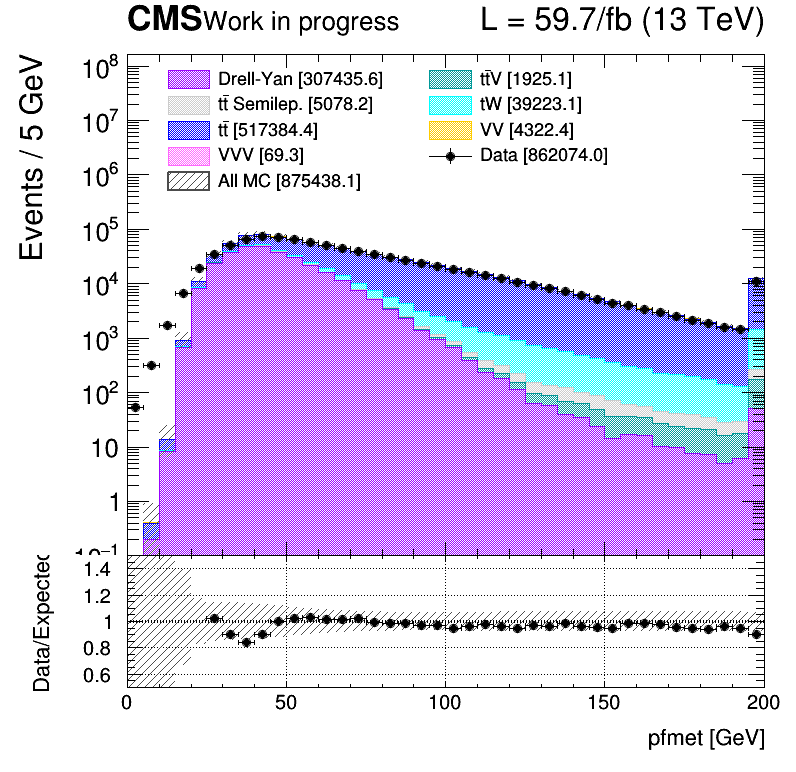 CMS Work in progress L = 59.7/fb (13 TeV)
Events / 5 GeV
Drell-Yan [307435.6]
tt̄ Semilep. [5078.2]
tt̄ [517384.4]
VVV [69.3]
All MC [875438.1]
tt̄V [1925.1]
tW [39223.1]
VV [4322.4]
Data [862074.0]
10⁸
10⁷
10⁶
10⁵
10⁴
10³
10²
10
1
10⁻¹
Data/Expected
1.4
1.2
1
0.8
0.6
0 50 100 150 200
pfmet [GeV]